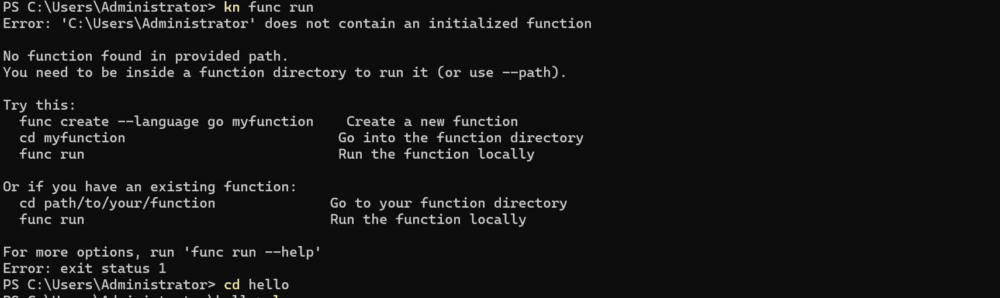 PS C:\Users\Administrator> kn func run
Error: 'C:\Users\Administrator' does not contain an initialized function
No function found in provided path.
You need to be inside a function directory to run it (or use --path).
Try this:
func create --language go myfunction    Create a new function
cd myfunction                          Go into the function directory
func run                               Run the function locally
Or if you have an existing function:
cd path/to/your/function              Go to your function directory
func run                              Run the function locally
For more options, run 'func run --help'
Error: exit status 1
PS C:\Users\Administrator> cd hello